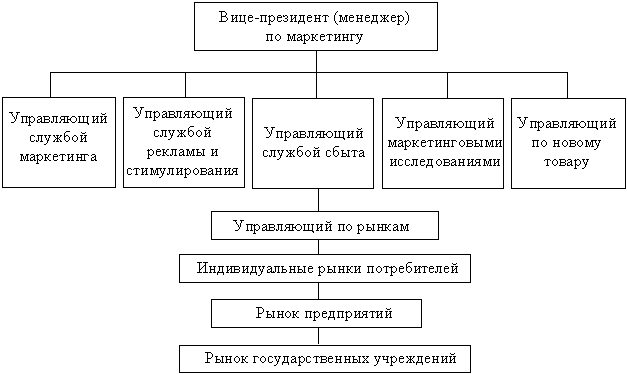 Вице-президент (менеджер)
по маркетингу
Управляющий
службой
маркетинга
Управляющий
службой
рекламы и
стимулирования
Управляющий
службой сбыта
Управляющий
маркетинговыми
исследованиями
Управляющий
по новому
товару
Управляющий по рынкам
Индивидуальные рынки потребителей
Рынок предприятий
Рынок государственных учреждений